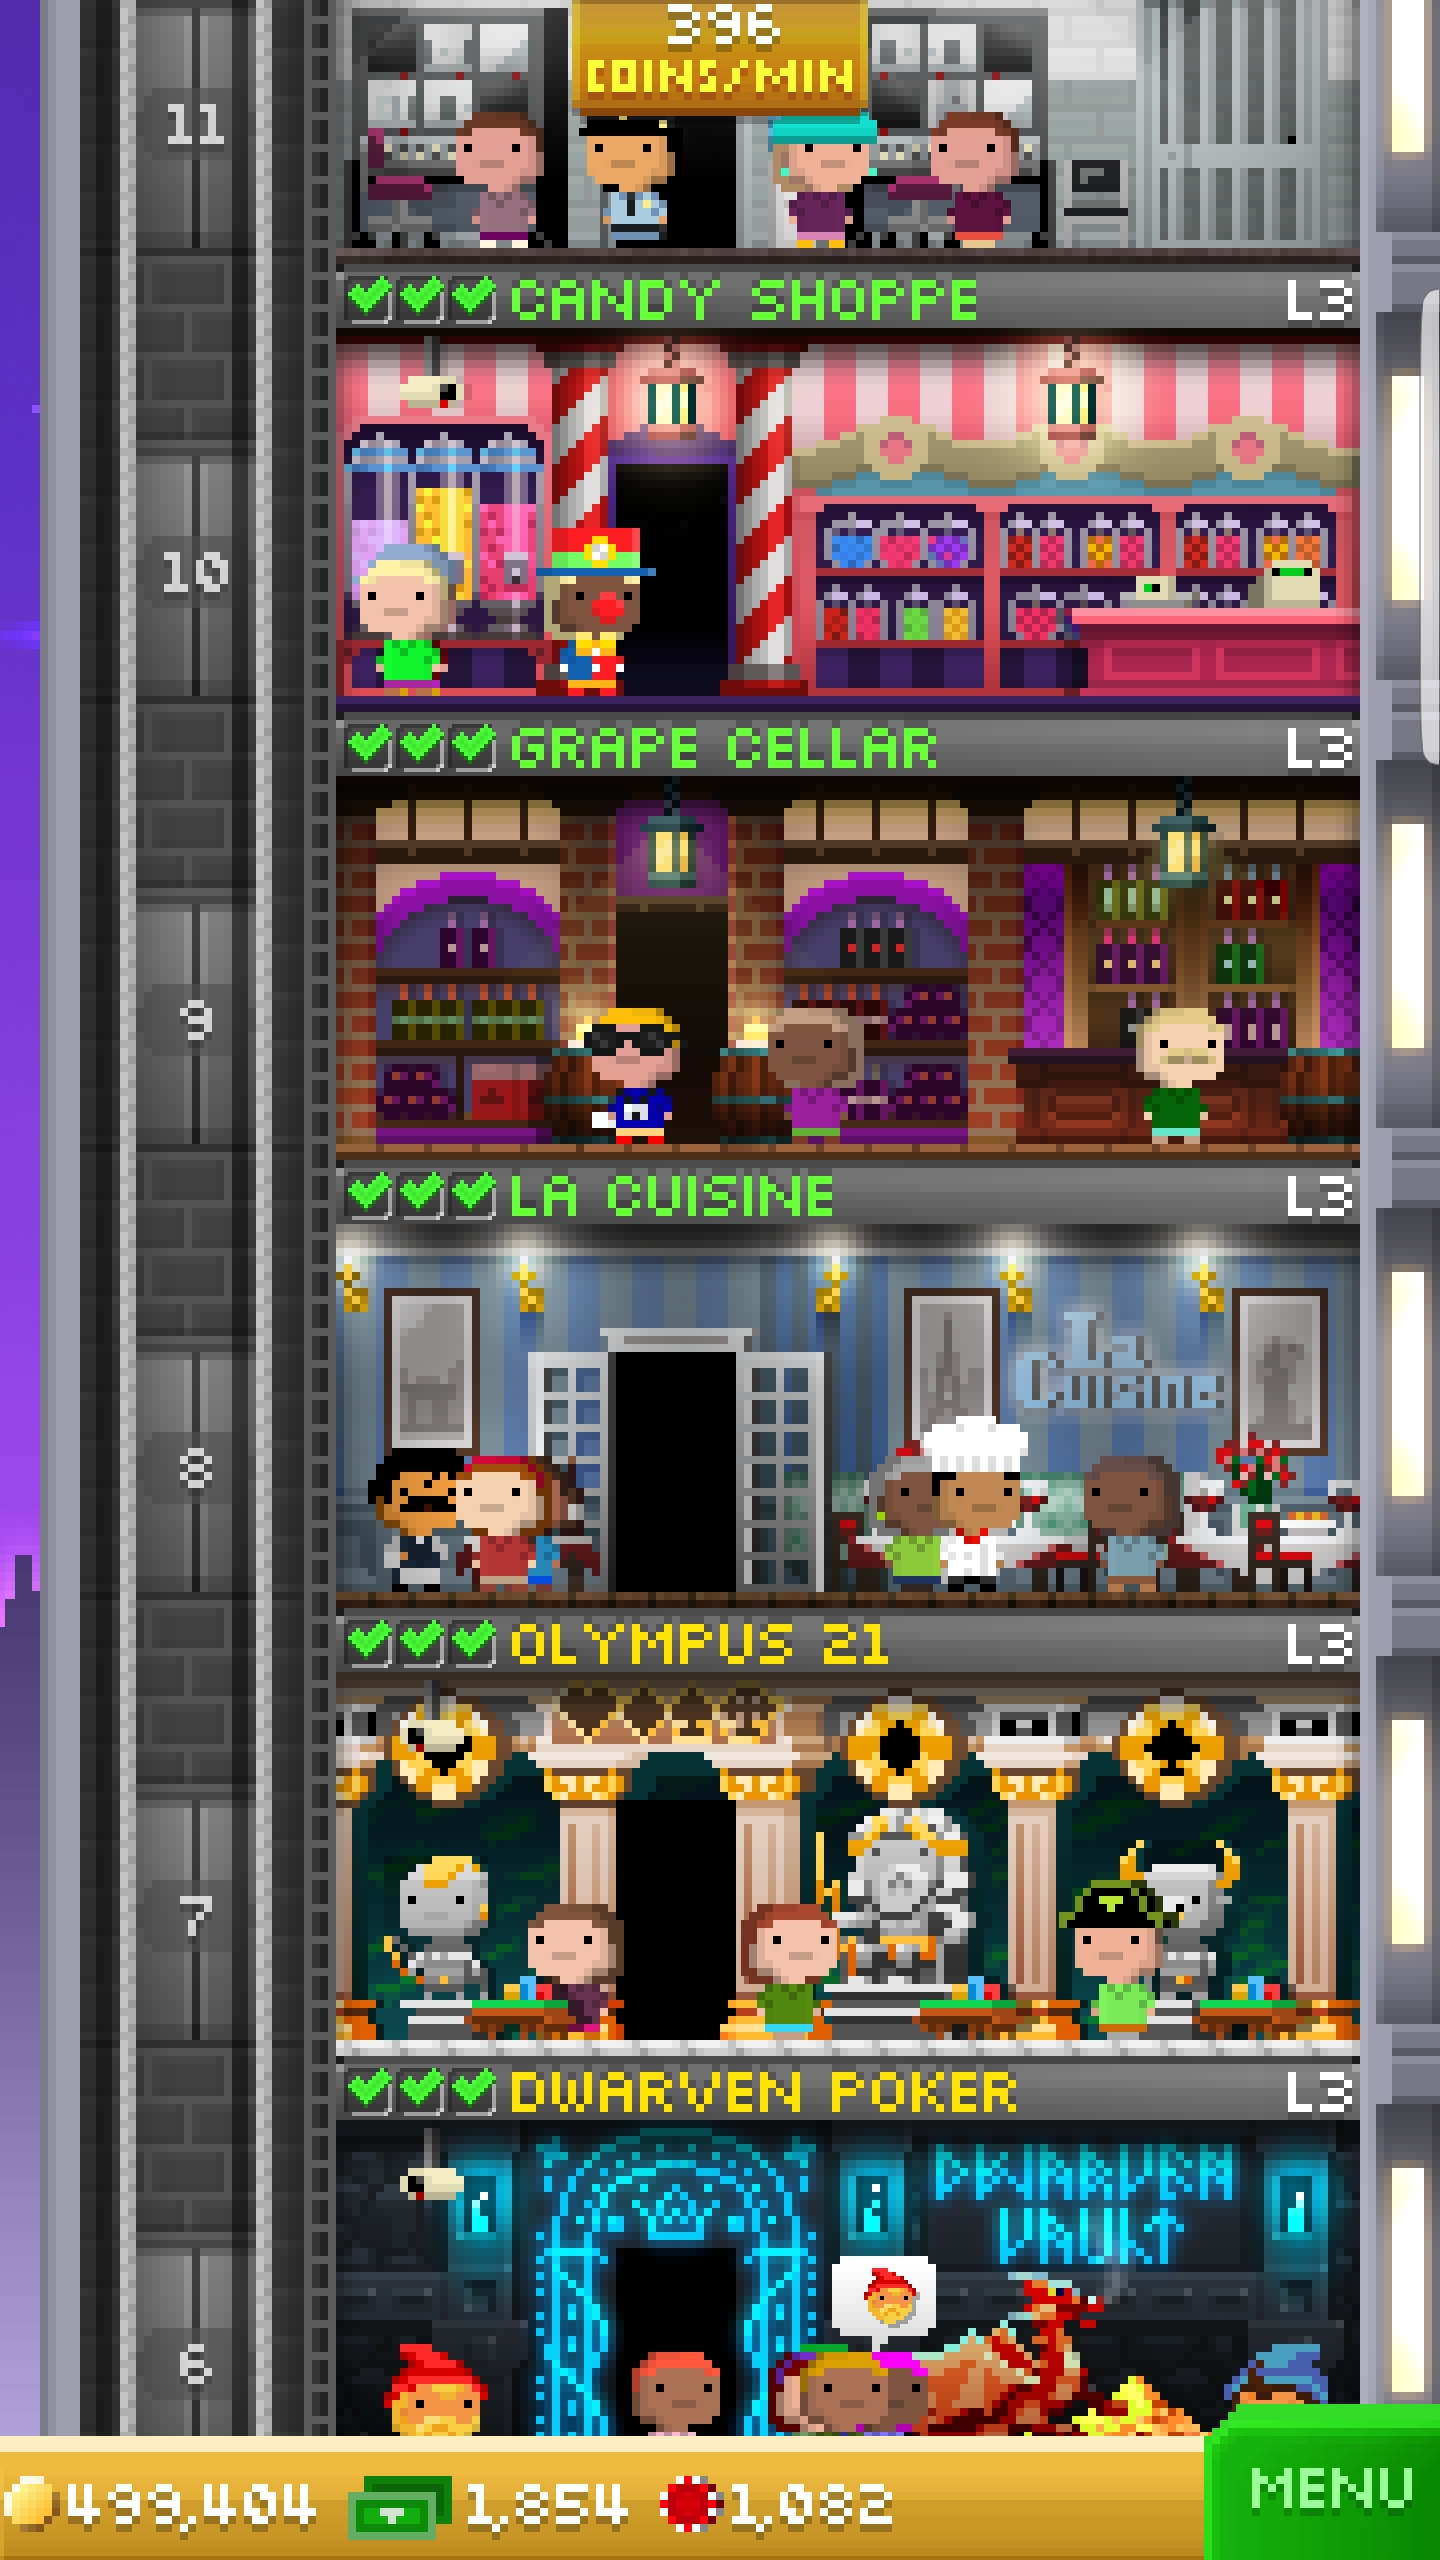 396
COINS/MIN
11
CANDY SHOPPE L3
10
GRAPE CELLAR L3
9
LA CUISINE L3
La
Cuisine
8
OLYMPUS 21 L3
7
DWARVEN POKER L3
DWARVEN
VAULT
6
499,404 1,854 1,082 MENU